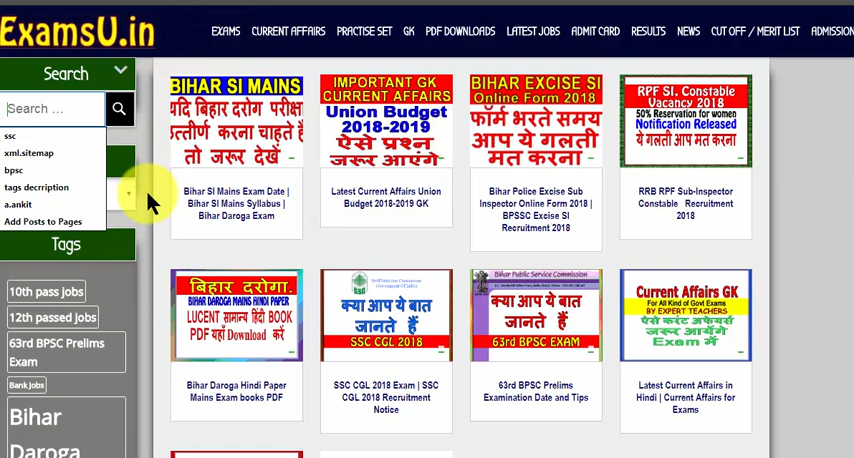 ExamsU.in
EXAMS CURRENT AFFAIRS PRACTISE SET GK PDF DOWNLOADS LATEST JOBS ADMIT CARD RESULTS NEWS CUT OFF / MERIT LIST ADMISSION
Search
Search …
ssc
xml.sitemap
bpsc
tags decrription
a.ankit
Add Posts to Pages
Tags
10th pass jobs
12th passed jobs
63rd BPSC Prelims
Exam
Bank Jobs
Bihar
Daroga
BIHAR SI MAINS
यदि बिहार दरोग परीक्षा
उत्तीर्ण करना चाहते है
तो जरूर देखें
Bihar SI Mains Exam Date |
Bihar SI Mains Syllabus |
Bihar Daroga Exam
IMPORTANT GK
CURRENT AFFAIRS
Union Budget
2018-2019
ऐसे प्रश्न
जरूर आएंगे
Latest Current Affairs Union
Budget 2018-2019 GK
BIHAR EXCISE SI
Online Form 2018
फॉर्म भरते समय
आप ये गलती
मत करना
Bihar Police Excise Sub
Inspector Online Form 2018 |
BPSSC Excise SI
Recruitment 2018
RPF SI. Constable
Vacancy 2018
50% Reservation for women
Notification Released
ये गलती आप मत करना
RRB RPF Sub-Inspector
Constable Recruitment
2018
बिहार दरोगा.
BIHAR DAROGA MAINS HINDI PAPER
LUCENT सामान्य हिंदी BOOK
PDF यहाँ Download करें
Bihar Daroga Hindi Paper
Mains Exam books PDF
Staff Selection Commission
Government of India
क्या आप ये बात
जानते हैं
SSC CGL 2018
SSC CGL 2018 Exam | SSC
CGL 2018 Recruitment
Notice
Bihar Public Service Commission
क्या आप ये बात
जानते हैं
63rd BPSC EXAM
63rd BPSC Prelims
Examination Date and Tips
Current Affairs GK
For All Kind of Govt Exams
BY EXPERT TEACHERS
ऐसे करंट अफेयर्स
जरूर आयेंगे
Exam में
Latest Current Affairs in
Hindi | Current Affairs for
Exams